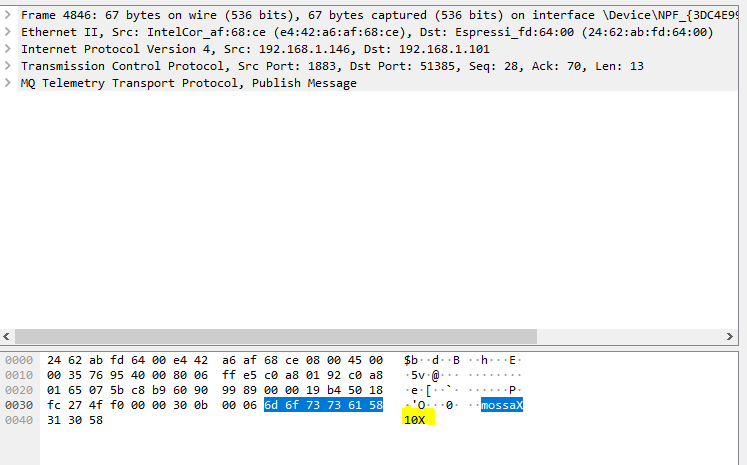 Frame 4846: 67 bytes on wire (536 bits), 67 bytes captured (536 bits) on interface \Device\NPF_{3DC4E99
Ethernet II, Src: IntelCor_af:68:ce (e4:42:a6:af:68:ce), Dst: Espressi_fd:64:00 (24:62:ab:fd:64:00)
Internet Protocol Version 4, Src: 192.168.1.146, Dst: 192.168.1.101
Transmission Control Protocol, Src Port: 1883, Dst Port: 51385, Seq: 28, Ack: 70, Len: 13
MQ Telemetry Transport Protocol, Publish Message
0000 24 62 ab fd 64 00 e4 42 a6 af 68 ce 08 00 45 00 $b··d··B ··h···E·
0010 00 35 76 95 40 00 80 06 ff e5 c0 a8 01 92 c0 a8 ·5v·@··· ········
0020 01 65 07 5b c8 b9 60 90 99 89 00 00 19 b4 50 18 ·e·[··`· ······P·
0030 fc 27 4f f0 00 00 30 0b 00 06 6d 6f 73 73 61 58 ·'O···0· ··mossaX
0040 31 30 58 10X